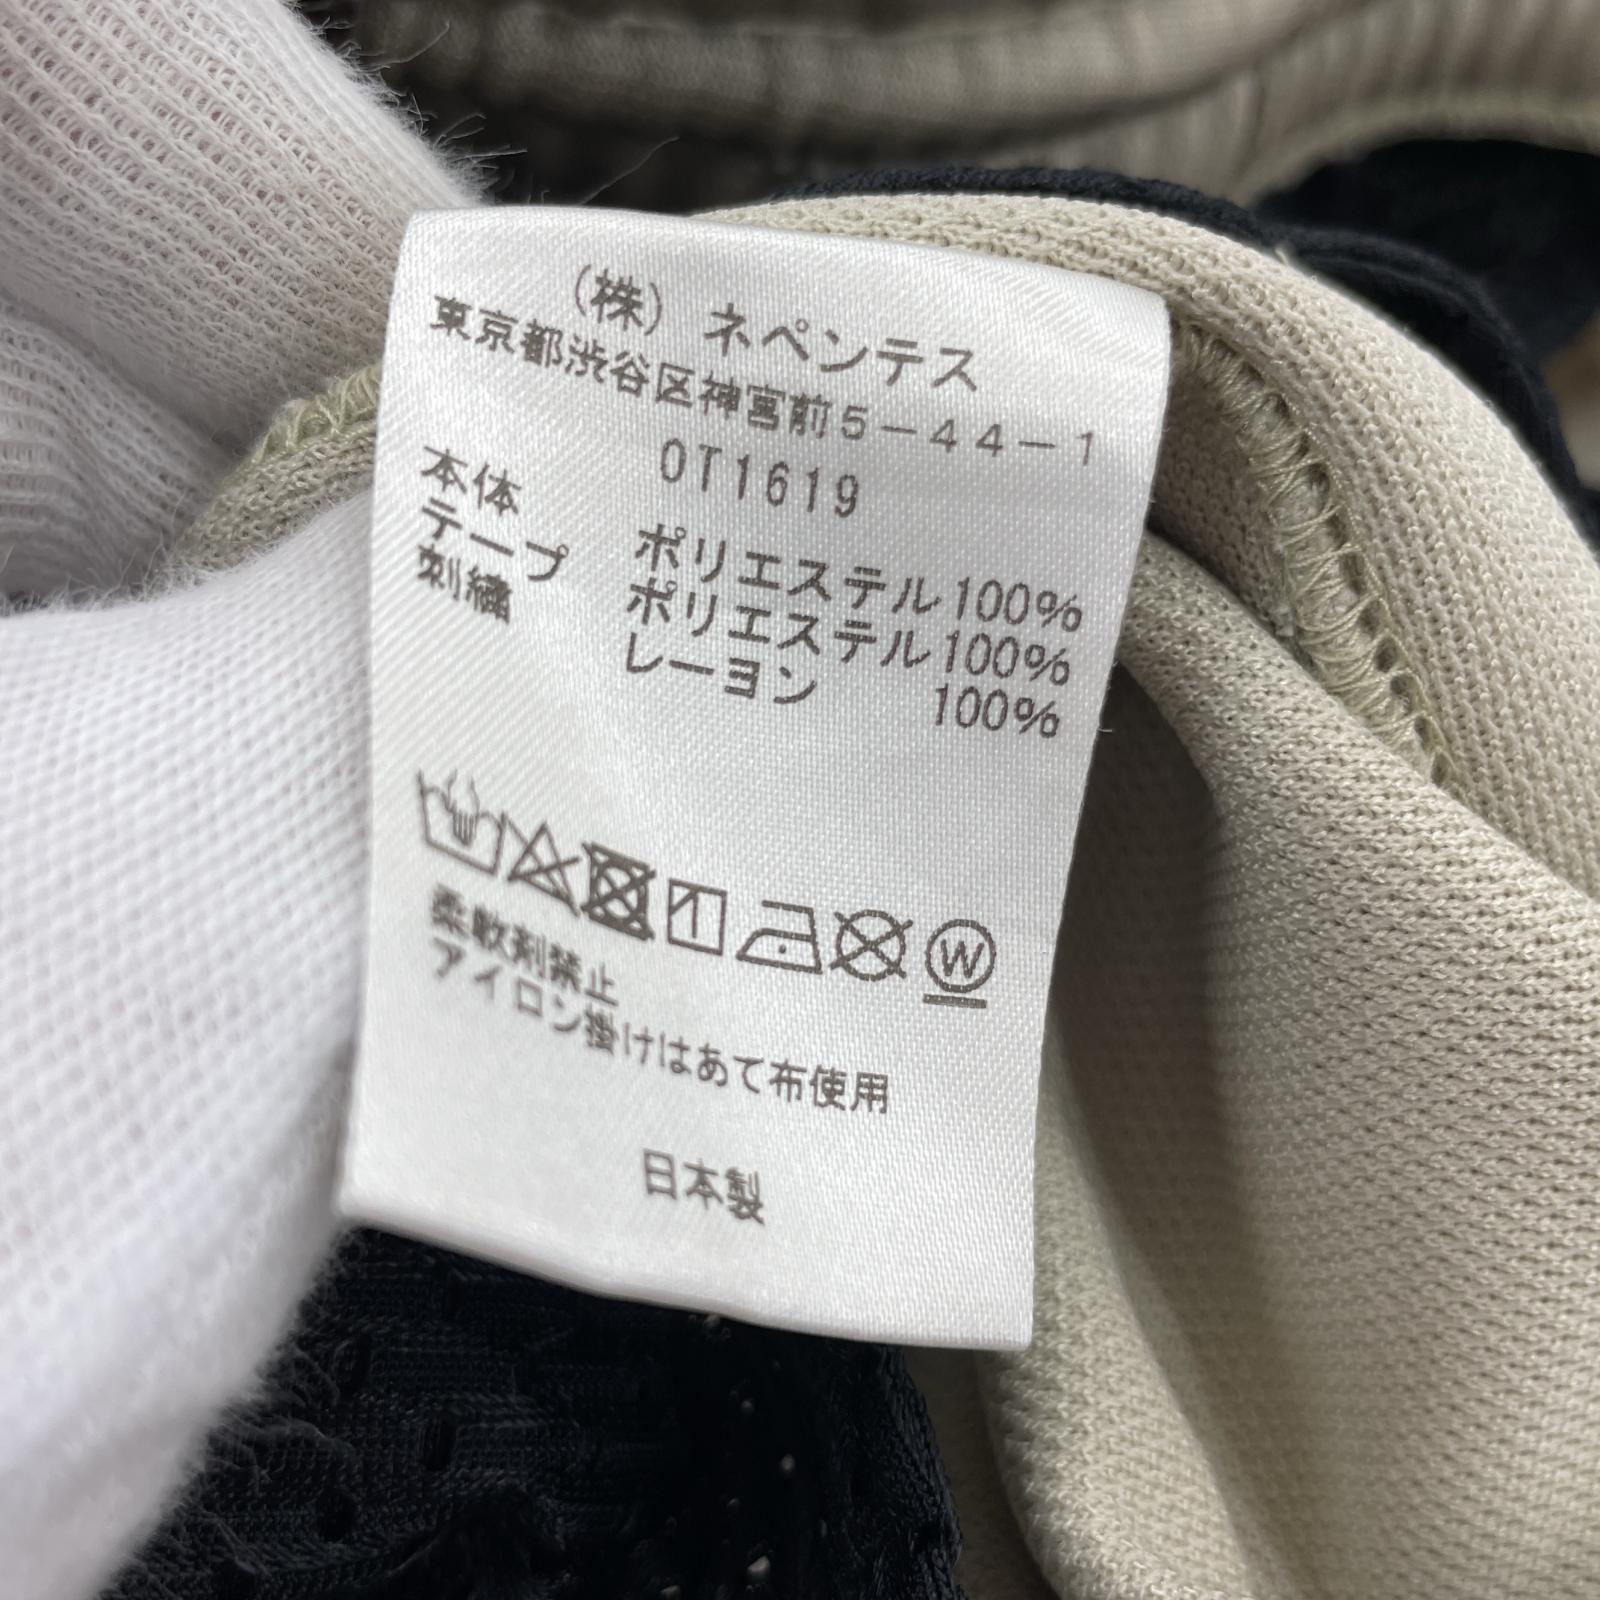 (株)ネペンテス
東京都渋谷区神宮前5-44-1
OT1619
本体 ポリエステル100%
テープ ポリエステル100%
刺繍 レーヨン 100%
W
柔軟剤禁止
アイロン掛けはあて布使用
日本製